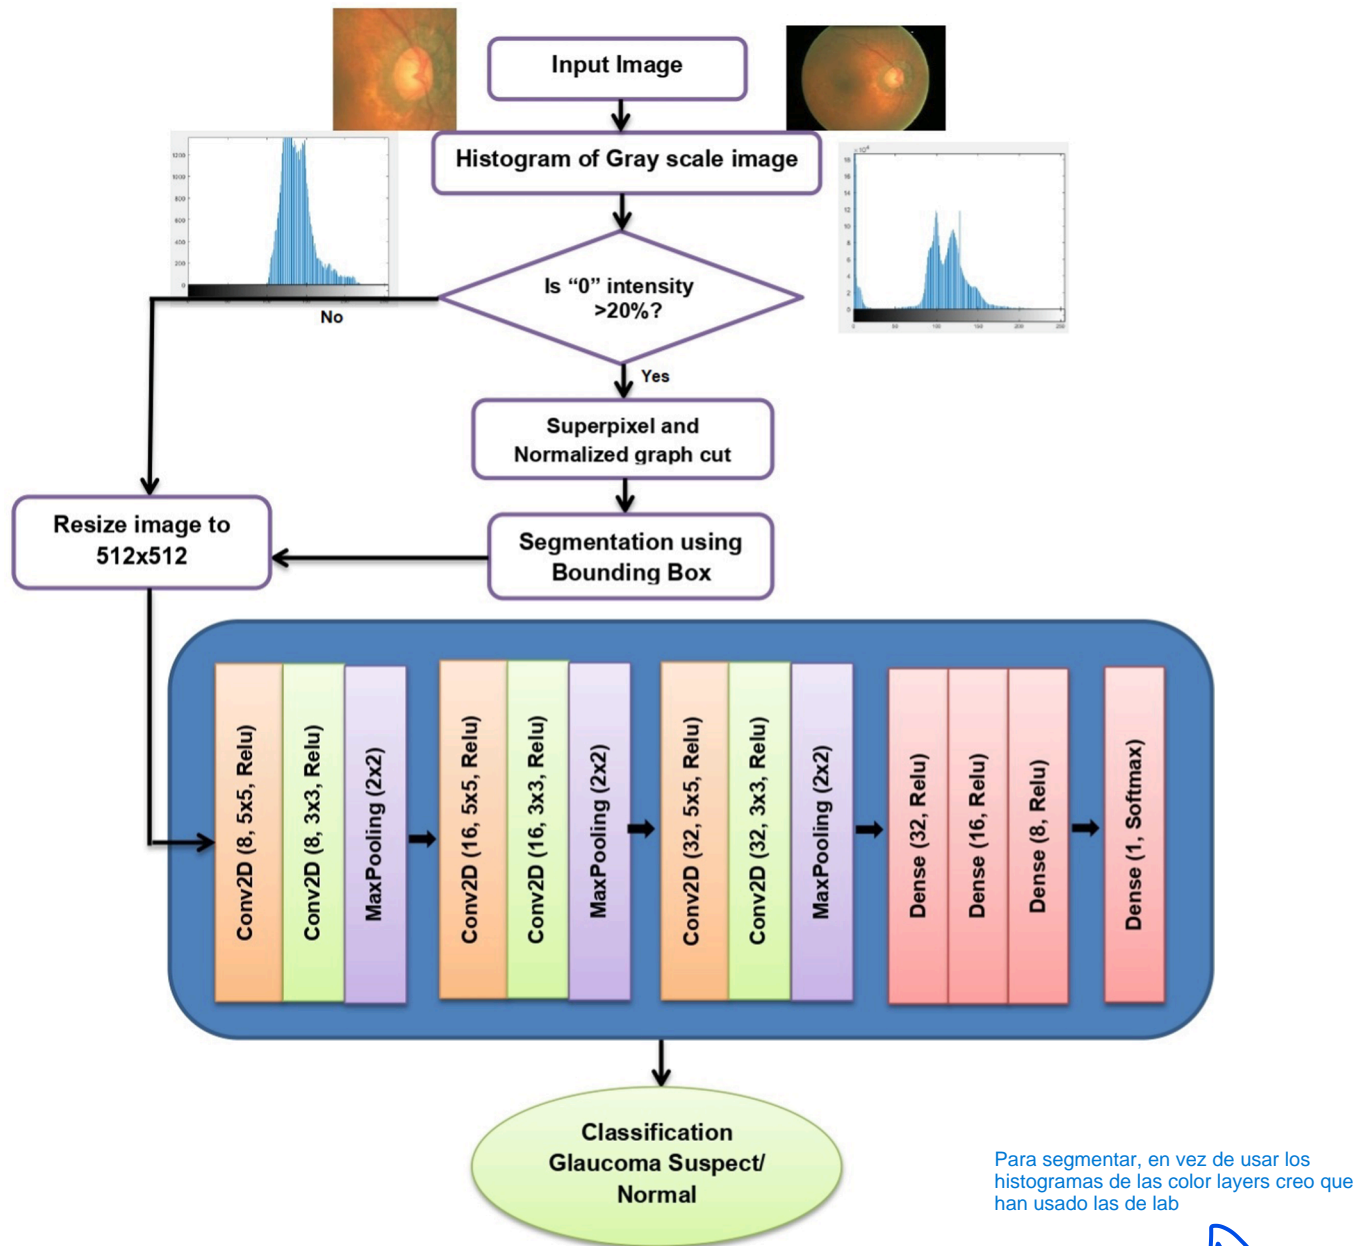 Input Image
Histogram of Gray scale image
Is “0” intensity
>20%?
No
Yes
Superpixel and
Normalized graph cut
Resize image to
512x512
Segmentation using
Bounding Box
Conv2D (8, 5x5, Relu)
Conv2D (8, 3x3, Relu)
MaxPooling (2x2)
Conv2D (16, 5x5, Relu)
Conv2D (16, 3x3, Relu)
MaxPooling (2x2)
Conv2D (32, 5x5, Relu)
Conv2D (32, 3x3, Relu)
MaxPooling (2x2)
Dense (32, Relu)
Dense (16, Relu)
Dense (8, Relu)
Dense (1, Softmax)
Classification
Glaucoma Suspect/
Normal
Para segmentar, en vez de usar los
histogramas de las color layers creo que
han usado las de lab